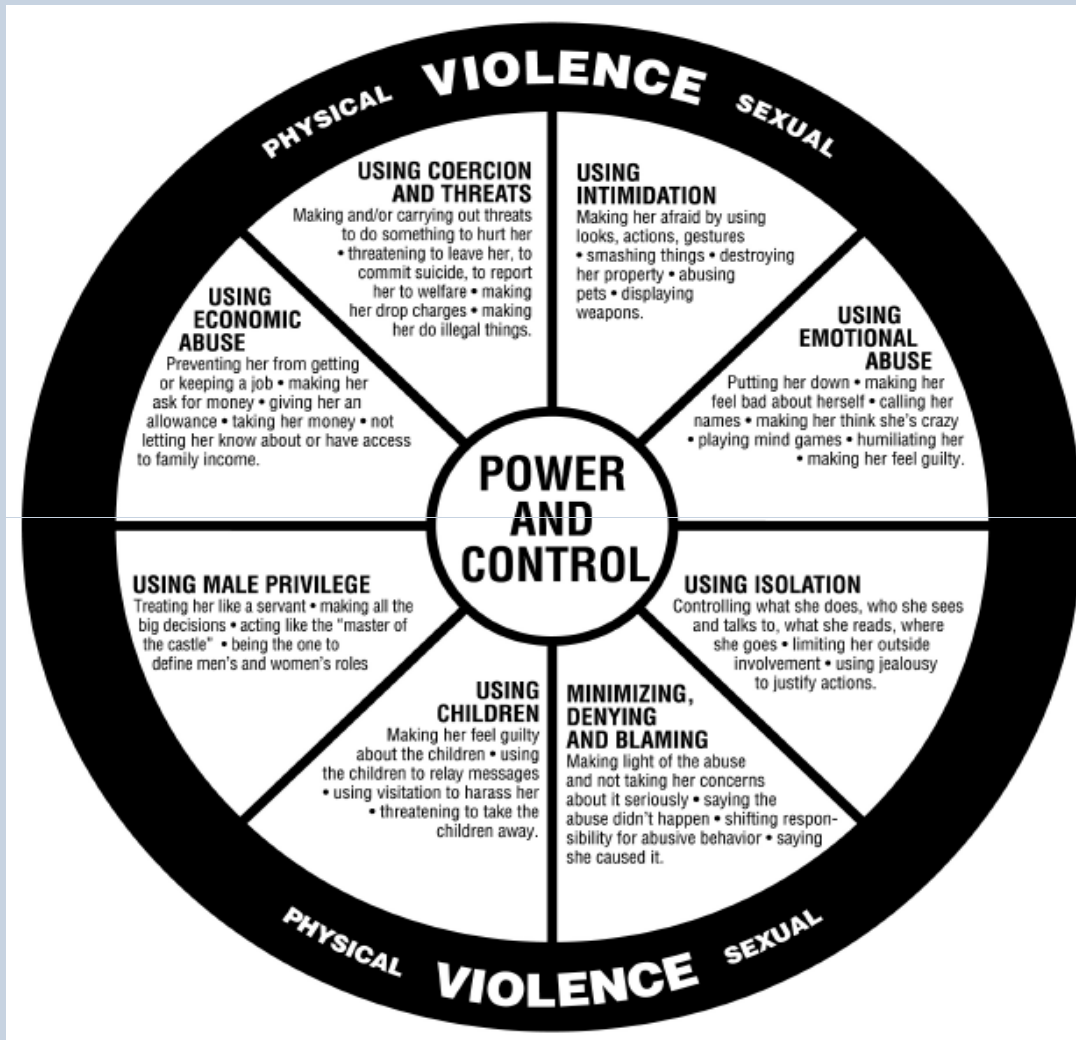 PHYSICAL VIOLENCE SEXUAL
USING COERCION
AND THREATS
Making and/or carrying out threats
to do something to hurt her
• threatening to leave her, to
commit suicide, to report
her to welfare • making
her drop charges • making
her do illegal things.
USING
INTIMIDATION
Making her afraid by using
looks, actions, gestures
• smashing things • destroying
her property • abusing
pets • displaying
weapons.
USING
EMOTIONAL
ABUSE
Putting her down • making her
feel bad about herself • calling her
names • making her think she's crazy
• playing mind games • humiliating her
• making her feel guilty.
USING ISOLATION
Controlling what she does, who she sees
and talks to, what she reads, where
she goes • limiting her outside
involvement • using jealousy
to justify actions.
MINIMIZING,
DENYING
AND BLAMING
Making light of the abuse
and not taking her concerns
about it seriously • saying the
abuse didn't happen • shifting respon-
sibility for abusive behavior • saying
she caused it.
USING
CHILDREN
Making her feel guilty
about the children • using
the children to relay messages
• using visitation to harass her
• threatening to take the
children away.
USING MALE PRIVILEGE
Treating her like a servant • making all the
big decisions • acting like the "master of
the castle" • being the one to
define men's and women's roles
USING
ECONOMIC
ABUSE
Preventing her from getting
or keeping a job • making her
ask for money • giving her an
allowance • taking her money • not
letting her know about or have access
to family income.
POWER
AND
CONTROL
PHYSICAL VIOLENCE SEXUAL